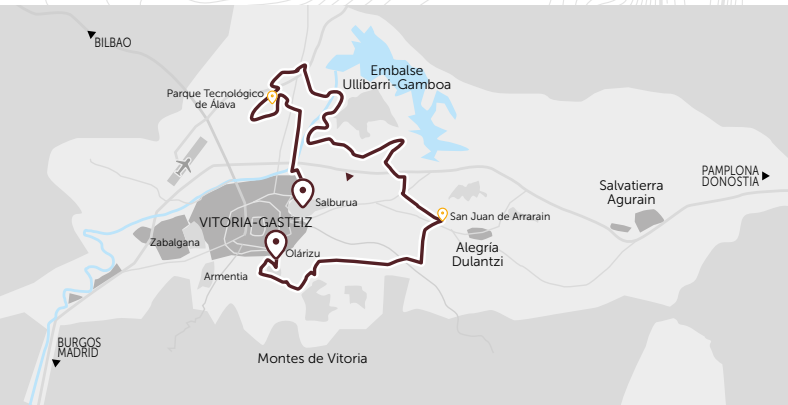 BILBAO
Embalse
Ullíbarri-Gamboa
Parque Tecnológico
de Álava
PAMPLONA
DONOSTIA
Salvatierra
Agurain
Salburua
San Juan de Arrarain
VITORIA-GASTEIZ
Zabalgana
Alegría
Dulantzi
Olárizu
Armentia
BURGOS
MADRID
Montes de Vitoria